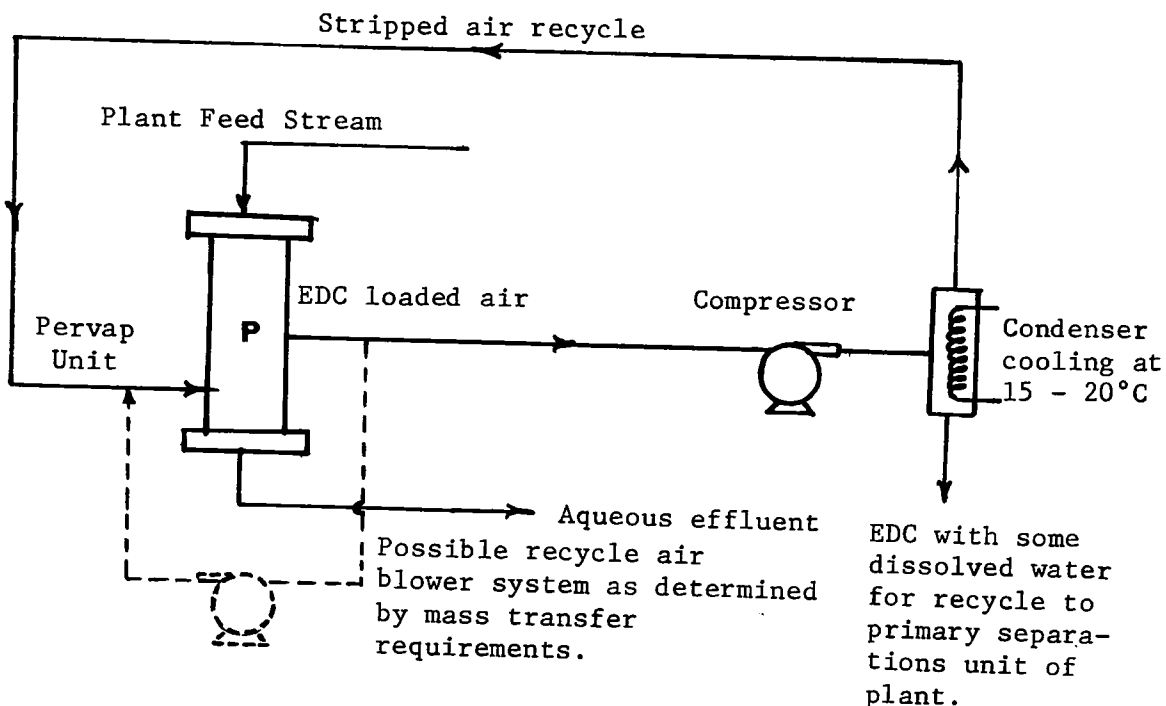 Stripped air recycle
Plant Feed Stream
EDC loaded air
Compressor
Pervap
Unit
P
Condenser
cooling at
15 - 20°C
Aqueous effluent
Possible recycle air
blower system as determined
by mass transfer
requirements.
EDC with some
dissolved water
for recycle to
primary separa-
tions unit of
plant.